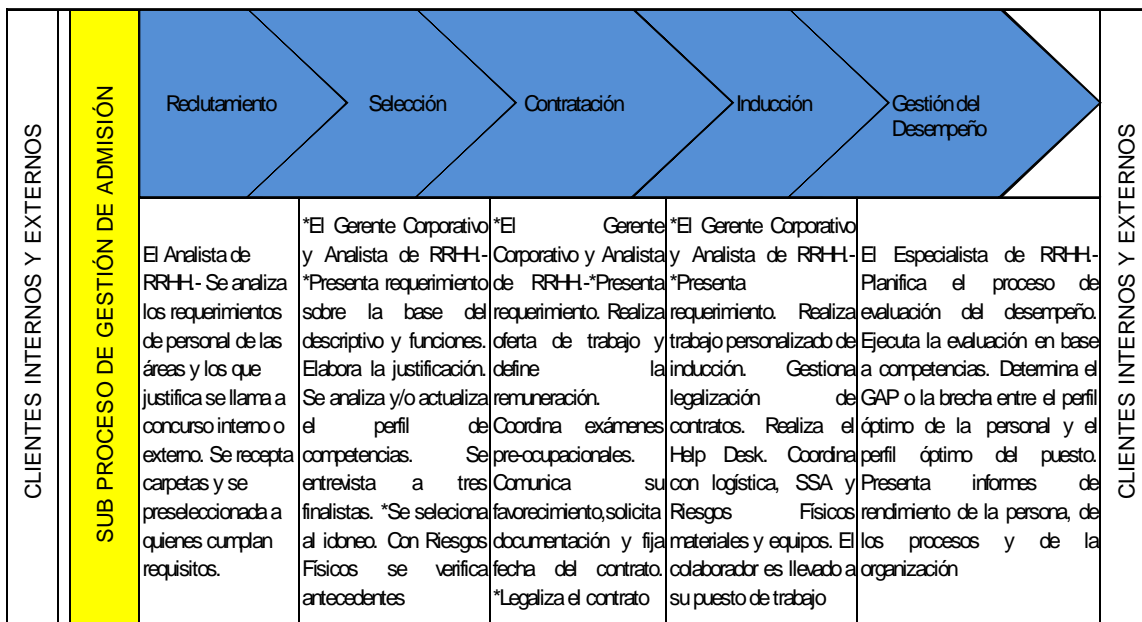 CLIENTES INTERNOS Y EXTERNOS
SUB PROCESO DE GESTIÓN DE ADMISIÓN
Reclutamiento
Selección
Contratación
Inducción
Gestión del
Desempeño
El Analista de
RRHH.- Se analiza
los requerimientos
de personal de las
áreas y los que
justifica se llama a
concurso interno o
externo. Se recepta
carpetas y se
preseleccionada a
quienes cumplan
requisitos.
*El Gerente Corporativo
y Analista de RRHH.-
*Presenta requerimiento
sobre la base del
descriptivo y funciones.
Elabora la justificación.
Se analiza y/o actualiza
el perfil de
competencias. Se
entrevista a tres
finalistas. *Se seleciona
al idoneo. Con Riesgos
Físicos se verifica
antecedentes
*El Gerente
Corporativo y Analista
de RRHH.-*Presenta
requerimiento. Realiza
oferta de trabajo y
define la
remuneración.
Coordina exámenes
pre-ocupacionales.
Comunica su
favorecimiento,solicita
documentación y fija
fecha del contrato.
*Legaliza el contrato
*El Gerente Corporativo
y Analista de RRHH.-
*Presenta
requerimiento. Realiza
trabajo personalizado de
inducción. Gestiona
legalización de
contratos. Realiza el
Help Desk. Coordina
con logística, SSA y
Riesgos Físicos
materiales y equipos. El
colaborador es llevado a
su puesto de trabajo
El Especialista de RRHH.-
Planifica el proceso de
evaluación del desempeño.
Ejecuta la evaluación en base
a competencias. Determina el
GAP o la brecha entre el perfil
óptimo de la personal y el
perfil óptimo del puesto.
Presenta informes de
rendimiento de la persona, de
los procesos y de la
organización
CLIENTES INTERNOS Y EXTERNOS